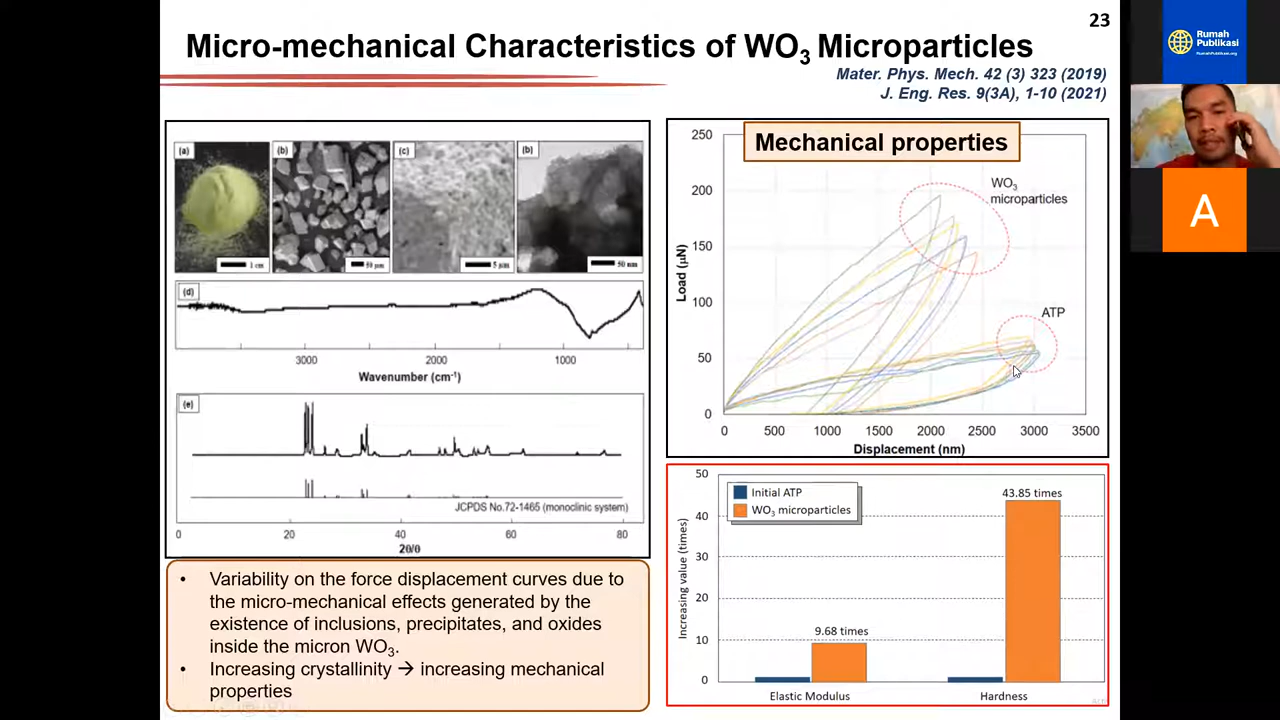 23
Micro-mechanical Characteristics of WO3 Microparticles
Mater. Phys. Mech. 42 (3) 323 (2019)
J. Eng. Res. 9(3A), 1-10 (2021)
Rumah
Publikasi
RumahPublikasi.org
A
(a)
(b)
(c)
(b)
1 cm
50 µm
5 µm
50 nm
(d)
3000
2000
1000
Wavenumber (cm-1)
(e)
JCPDS No.72-1465 (monoclinic system)
0
20
40
60
80
2θ/θ
• Variability on the force displacement curves due to
the micro-mechanical effects generated by the
existence of inclusions, precipitates, and oxides
inside the micron WO3.
• Increasing crystallinity → increasing mechanical
properties
Mechanical properties
250
200
150
100
50
0
Load (µN)
WO3
microparticles
ATP
0
500
1000
1500
2000
2500
3000
3500
Displacement (nm)
50
40
30
20
10
0
Increasing value (times)
Initial ATP
WO3 microparticles
9.68 times
43.85 times
Elastic Modulus
Hardness